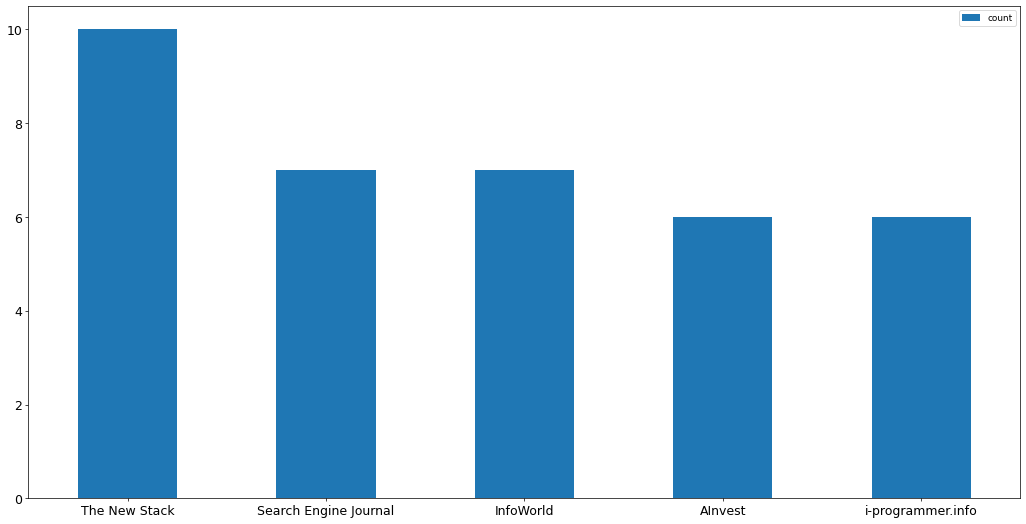 count
10
8
6
4
2
0
The New Stack
Search Engine Journal
InfoWorld
AInvest
i-programmer.info